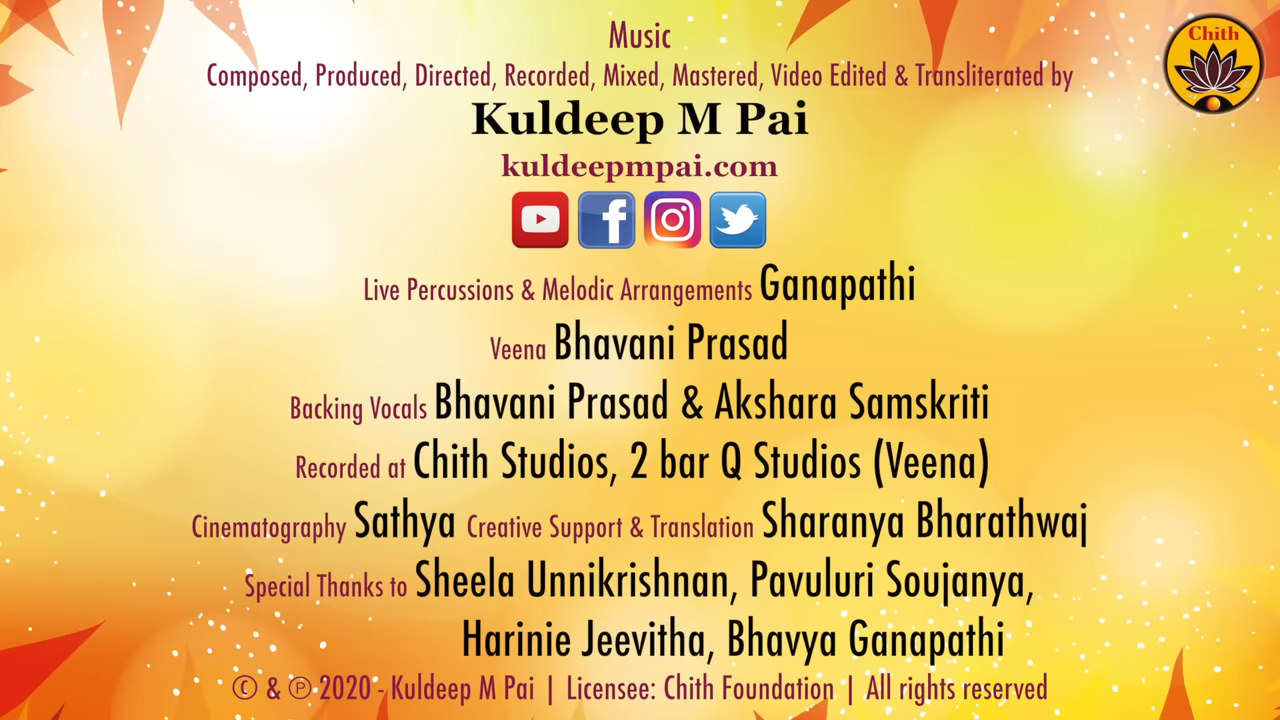 Music
Chith
Composed, Produced, Directed, Recorded, Mixed, Mastered, Video Edited & Transliterated by
Kuldeep M Pai
kuldeepmpai.com
Live Percussions & Melodic Arrangements Ganapathi
Veena Bhavani Prasad
Backing Vocals Bhavani Prasad & Akshara Samskriti
Recorded at Chith Studios, 2 bar Q Studios (Veena)
Cinematography Sathya Creative Support & Translation Sharanya Bharathwaj
Special Thanks to Sheela Unnikrishnan, Pavuluri Soujanya,
Harinie Jeevitha, Bhavya Ganapathi
© & ℗ 2020 - Kuldeep M Pai | Licensee: Chith Foundation | All rights reserved